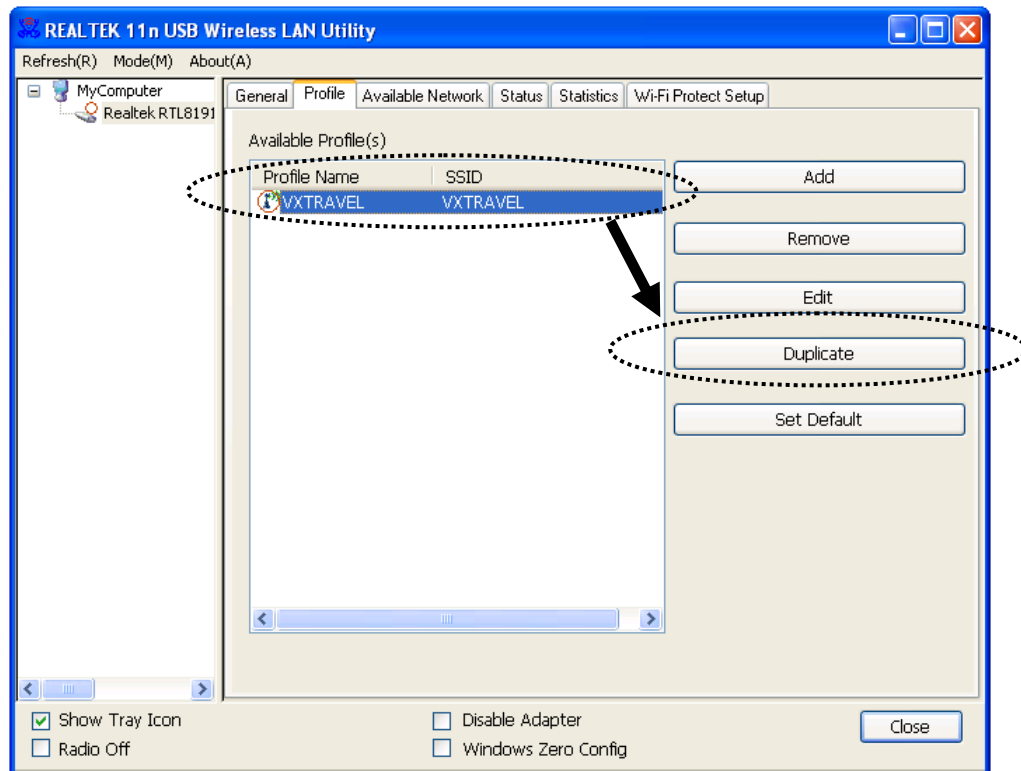 REALTEK 11n USB Wireless LAN Utility
Refresh(R) Mode(M) About(A)
MyComputer
Realtek RTL8191
General Profile Available Network Status Statistics Wi-Fi Protect Setup
Available Profile(s)
Profile Name SSID
VXTRAVEL VXTRAVEL
Add
Remove
Edit
Duplicate
Set Default
Show Tray Icon
Radio Off
Disable Adapter
Windows Zero Config
Close